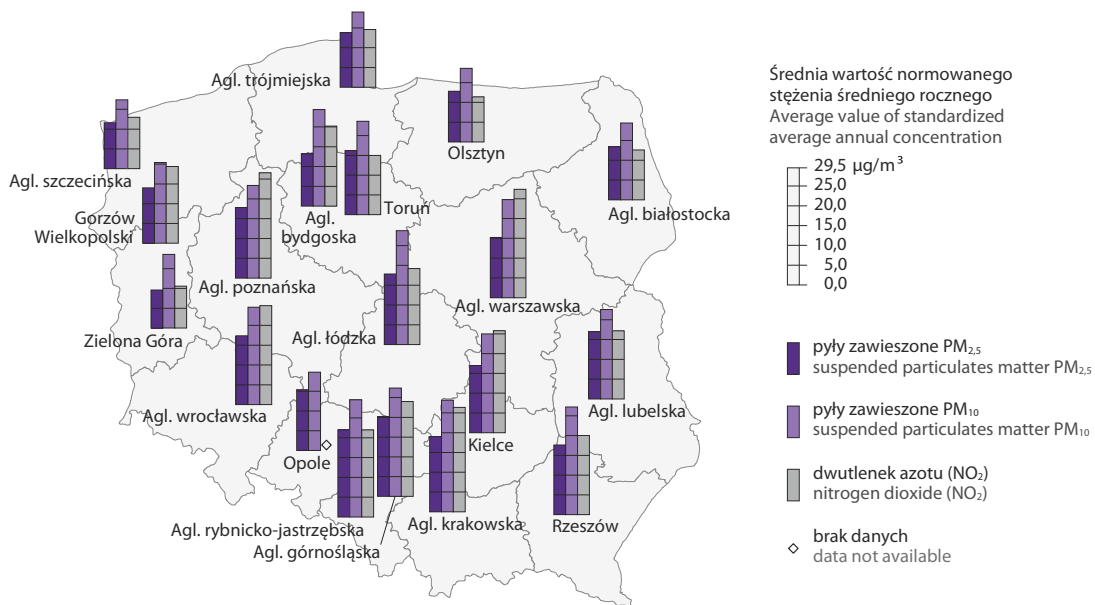 Agl. trójmiejska
Olsztyn
Agl. szczecińska
Gorzów
Wielkopolski
Agl.
bydgoska
Toruń
Agl. białostocka
Agl. poznańska
Agl. warszawska
Zielona Góra
Agl. łódzka
Agl. wrocławska
Agl. lubelska
Kielce
Opole
Agl. rybnicko-jastrzębska
Agl. górnośląska
Agl. krakowska
Rzeszów
Średnia wartość normowanego
stężenia średniego rocznego
Average value of standardized
average annual concentration
29,5 µg/m³
25,0
20,0
15,0
10,0
5,0
0,0
pyły zawieszone PM₂,₅
suspended particulates matter PM₂,₅
pyły zawieszone PM₁₀
suspended particulates matter PM₁₀
dwutlenek azotu (NO₂)
nitrogen dioxide (NO₂)
brak danych
data not available